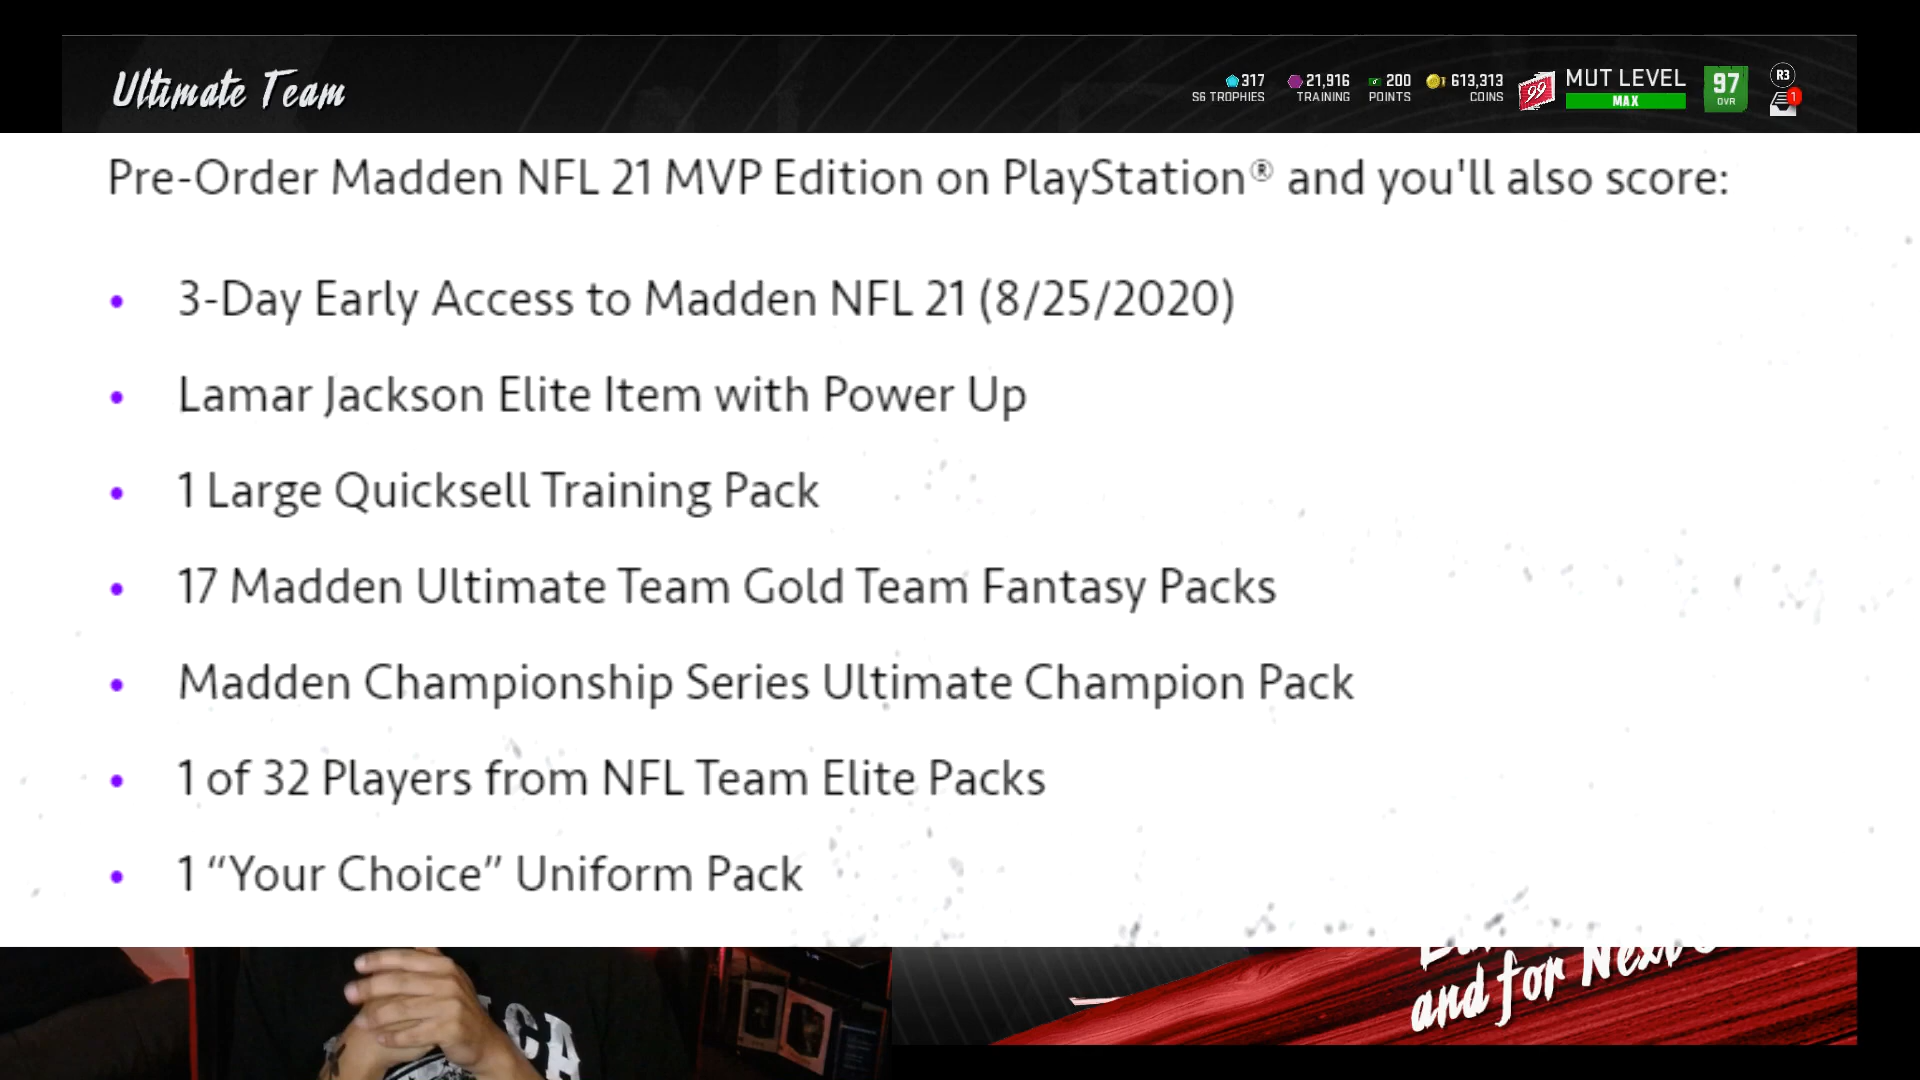 Ultimate Team
317
S6 TROPHIES
21,916
TRAINING
200
POINTS
613,313
COINS
99
MUT LEVEL
MAX
97
OVR
R3
1
Pre-Order Madden NFL 21 MVP Edition on PlayStation® and you'll also score:
• 3-Day Early Access to Madden NFL 21 (8/25/2020)
• Lamar Jackson Elite Item with Power Up
• 1 Large Quicksell Training Pack
• 17 Madden Ultimate Team Gold Team Fantasy Packs
• Madden Championship Series Ultimate Champion Pack
• 1 of 32 Players from NFL Team Elite Packs
• 1 “Your Choice” Uniform Pack
and for